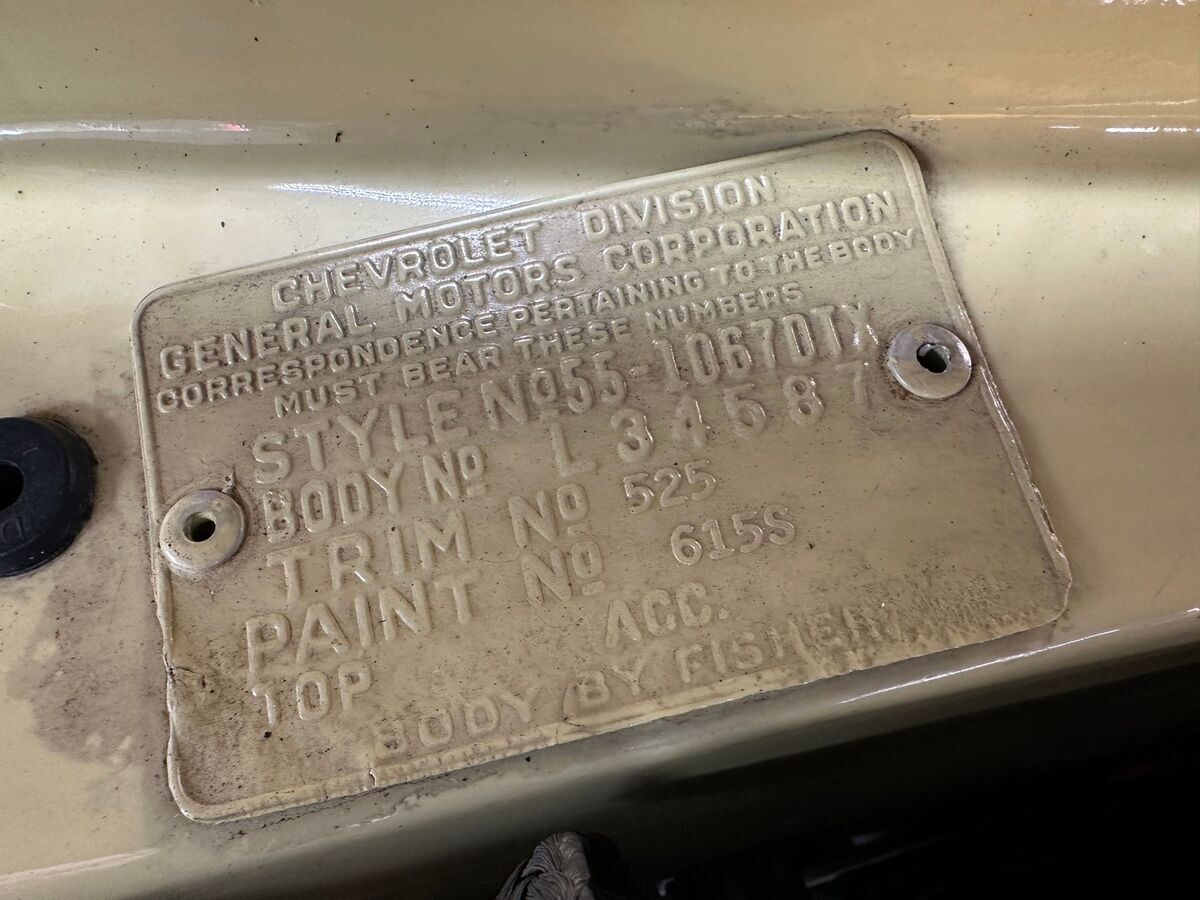 CHEVROLET DIVISION
GENERAL MOTORS CORPORATION
CORRESPONDENCE PERTAINING TO THE BODY
MUST BEAR THESE NUMBERS
STYLE Nº 55-1067DTX
BODY Nº L 34587
TRIM Nº 525
PAINT Nº 615S
TOP ACC.
BODY BY FISHER